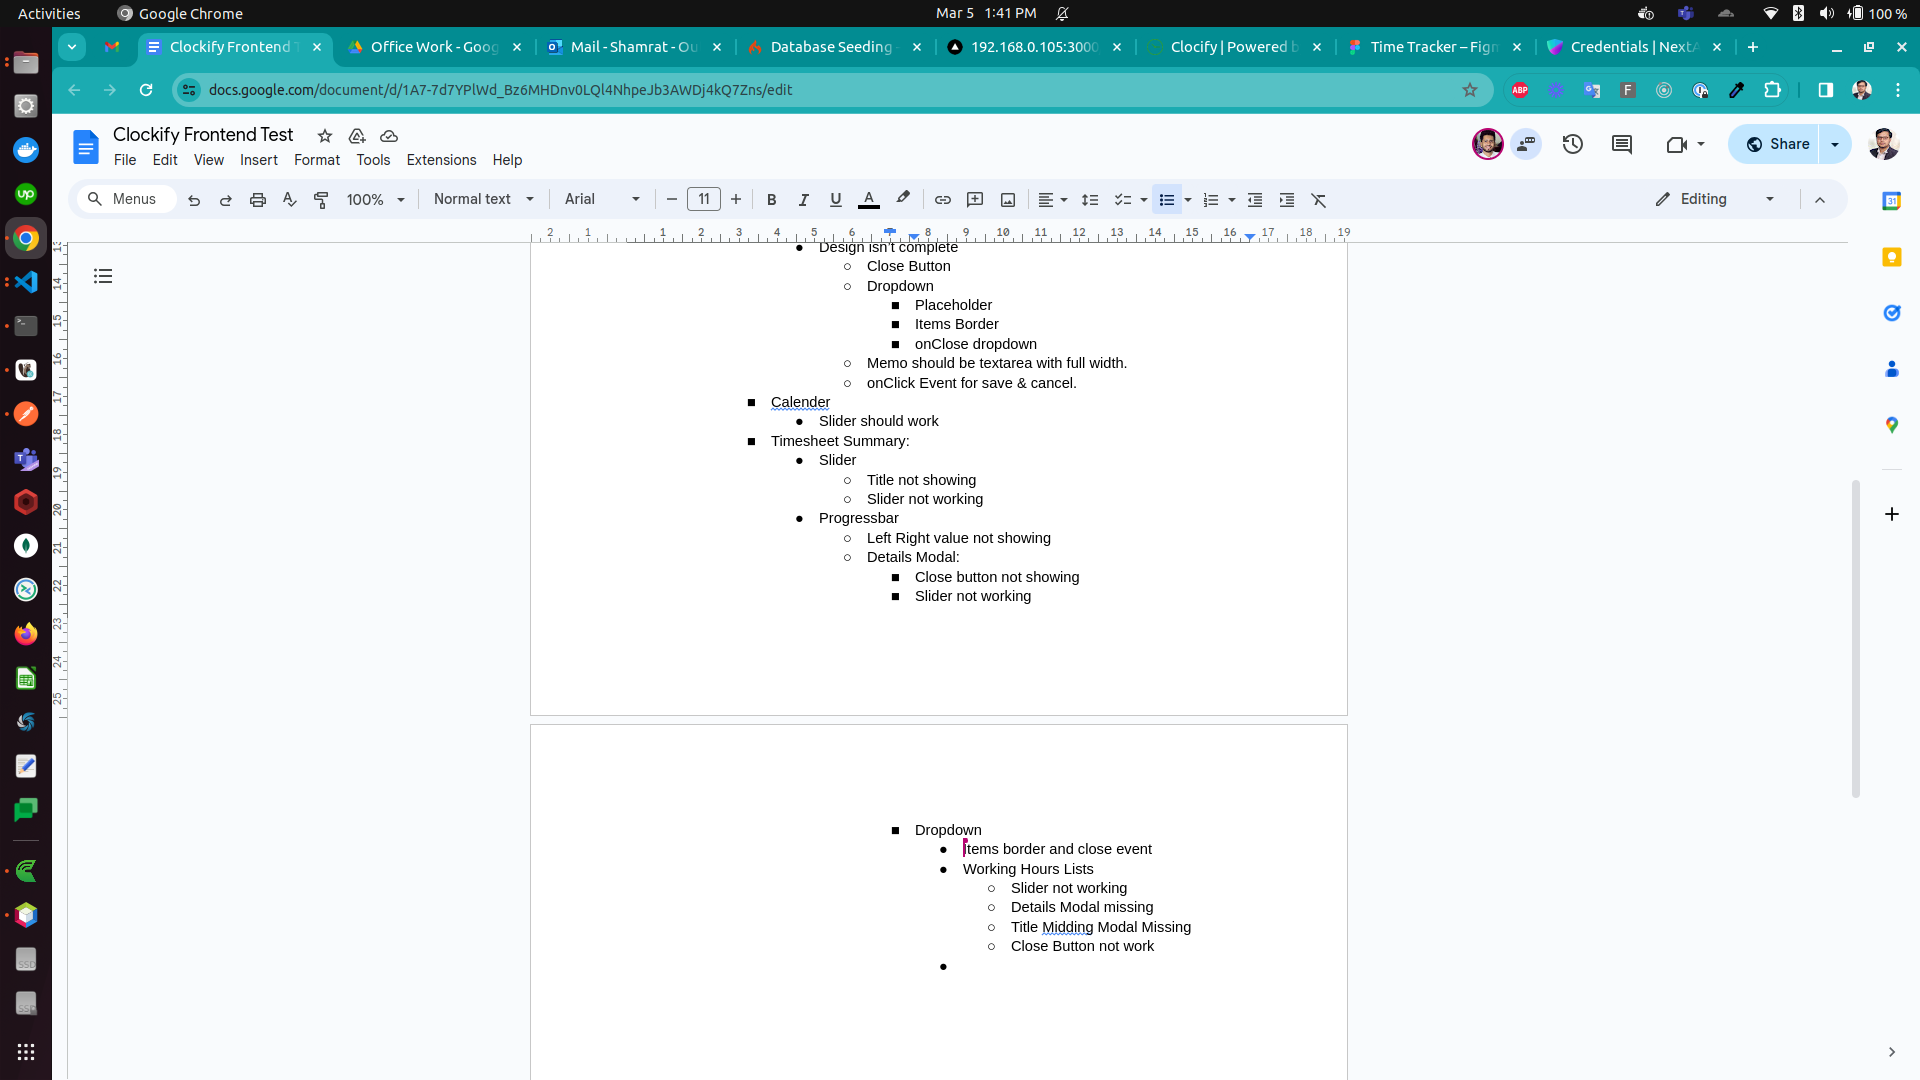 Activities Google Chrome Mar 5 1:41 PM 100 %
Clockify Frontend T Office Work - Goog Mail - Shamrat - Ou Database Seeding - 192.168.0.105:3000 Clocify | Powered b Time Tracker – Figm Credentials | NextA
docs.google.com/document/d/1A7-7d7YPlWd_Bz6MHDnv0LQl4NhpeJb3AWDj4kQ7Zns/edit
Clockify Frontend Test
Share
File Edit View Insert Format Tools Extensions Help
Menus 100% Normal text Arial 11 Editing
2 1 1 2 3 4 5 6 7 8 9 10 11 12 13 14 15 16 17 18 19
Design isn't complete
Close Button
Dropdown
Placeholder
Items Border
onClose dropdown
Memo should be textarea with full width.
onClick Event for save & cancel.
Calender
Slider should work
Timesheet Summary:
Slider
Title not showing
Slider not working
Progressbar
Left Right value not showing
Details Modal:
Close button not showing
Slider not working
Dropdown
Items border and close event
Working Hours Lists
Slider not working
Details Modal missing
Title Midding Modal Missing
Close Button not work